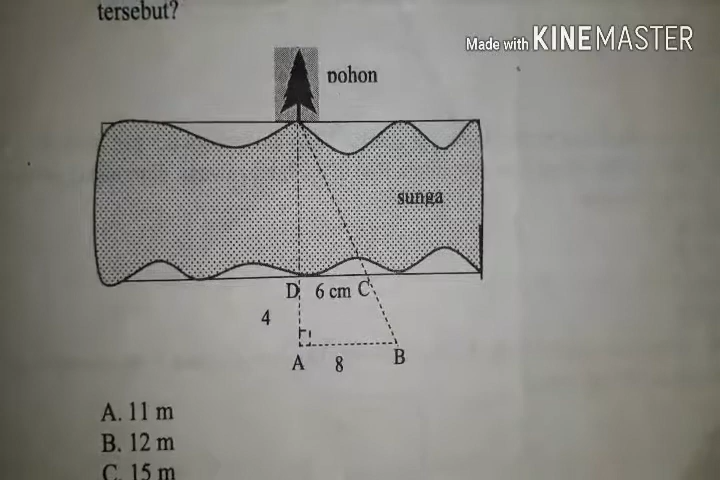 tersebut?
Made with KINEMASTER
pohon
sunga
D 6 cm C
4
A 8 B
A. 11 m
B. 12 m
C. 15 m